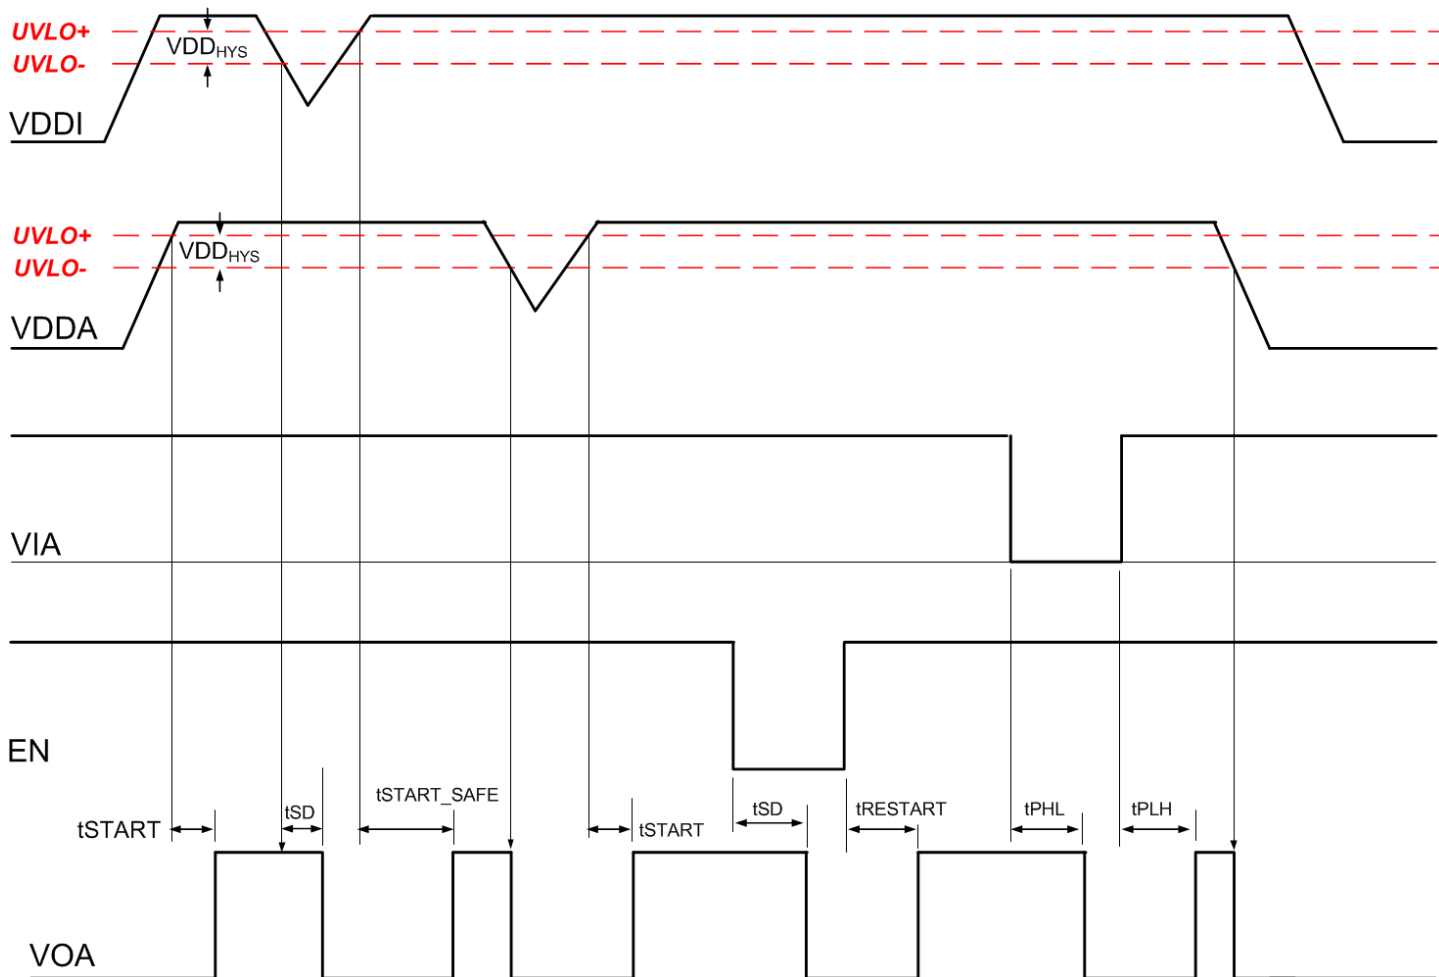 UVLO+
VDDHYS
UVLO-
VDDI
UVLO+
VDDHYS
UVLO-
VDDA
VIA
EN
tSTART
tSD
tSTART_SAFE
tSTART
tSD
tRESTART
tPHL
tPLH
VOA